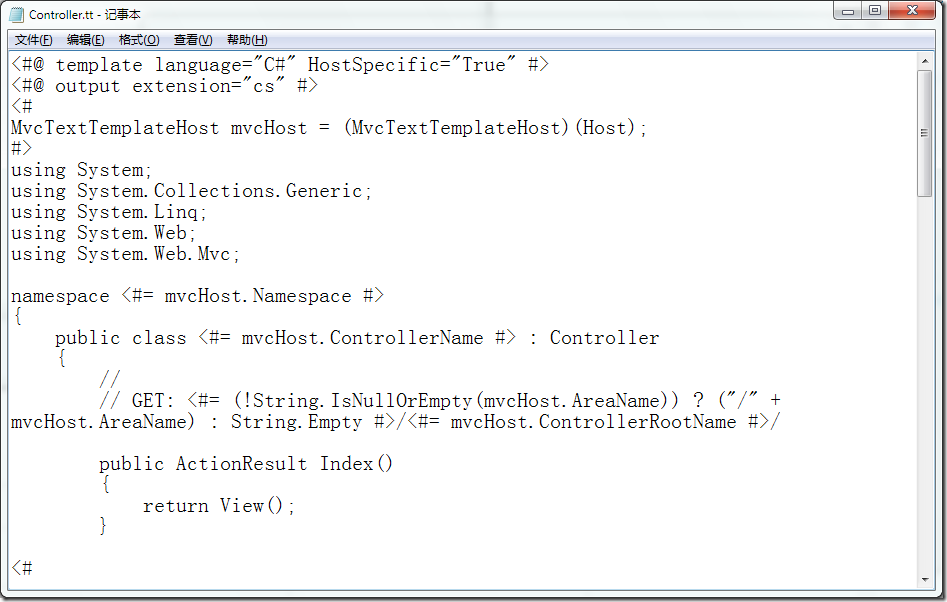 Controller.tt - 记事本
文件(F) 编辑(E) 格式(O) 查看(V) 帮助(H)
<#@ template language="C#" HostSpecific="True" #>
<#@ output extension="cs" #>
<#
MvcTextTemplateHost mvcHost = (MvcTextTemplateHost)(Host);
#>
using System;
using System.Collections.Generic;
using System.Linq;
using System.Web;
using System.Web.Mvc;

namespace <#= mvcHost.Namespace #>
{
    public class <#= mvcHost.ControllerName #> : Controller
    {
        //
        // GET: <#= (!String.IsNullOrEmpty(mvcHost.AreaName)) ? ("/" +
mvcHost.AreaName) : String.Empty #>/<#= mvcHost.ControllerRootName #>/

        public ActionResult Index()
        {
            return View();
        }

<#